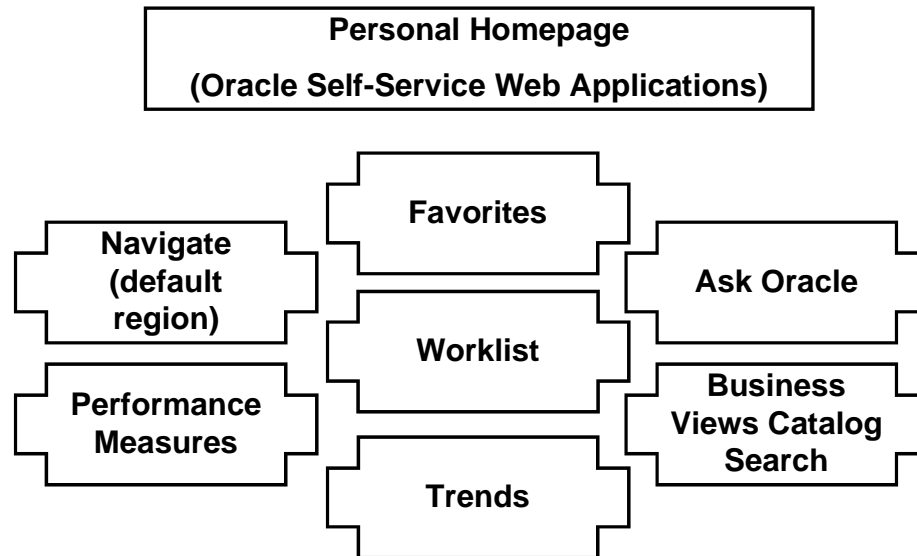 Personal Homepage
(Oracle Self-Service Web Applications)
Favorites
Navigate
(default
region)
Ask Oracle
Worklist
Performance
Measures
Business
Views Catalog
Search
Trends